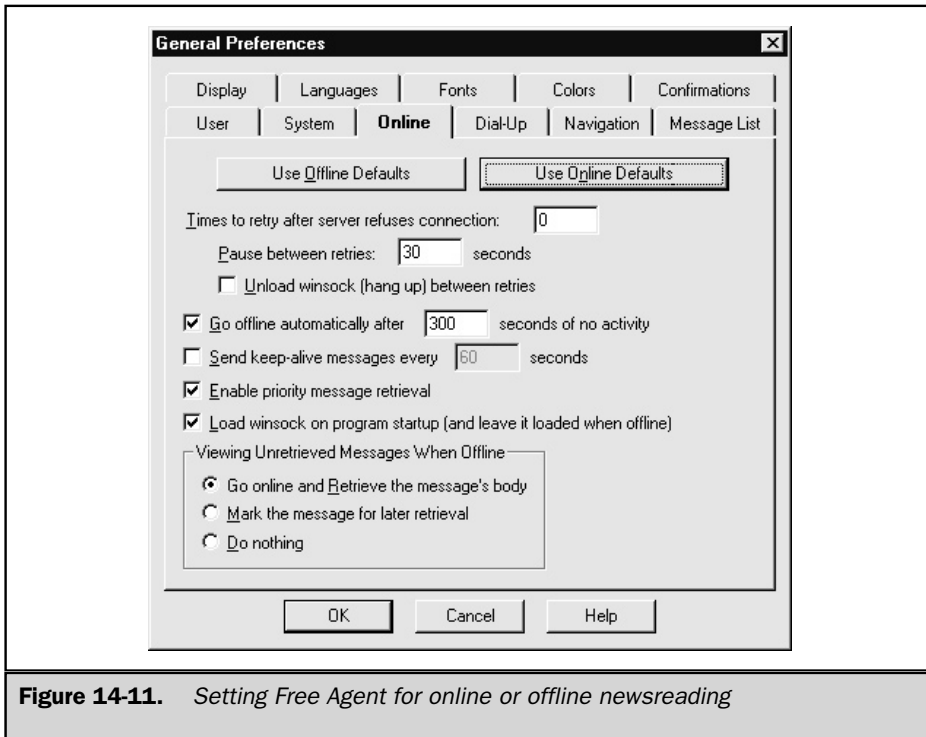 General Preferences
Display Languages Fonts Colors Confirmations
User System Online Dial-Up Navigation Message List
Use Offline Defaults Use Online Defaults
Times to retry after server refuses connection: 0
Pause between retries: 30 seconds
Unload winsock (hang up) between retries
Go offline automatically after 300 seconds of no activity
Send keep-alive messages every 60 seconds
Enable priority message retrieval
Load winsock on program startup (and leave it loaded when offline)
Viewing Unretrieved Messages When Offline
Go online and Retrieve the message's body
Mark the message for later retrieval
Do nothing
OK Cancel Help
Figure 14-11. Setting Free Agent for online or offline newsreading